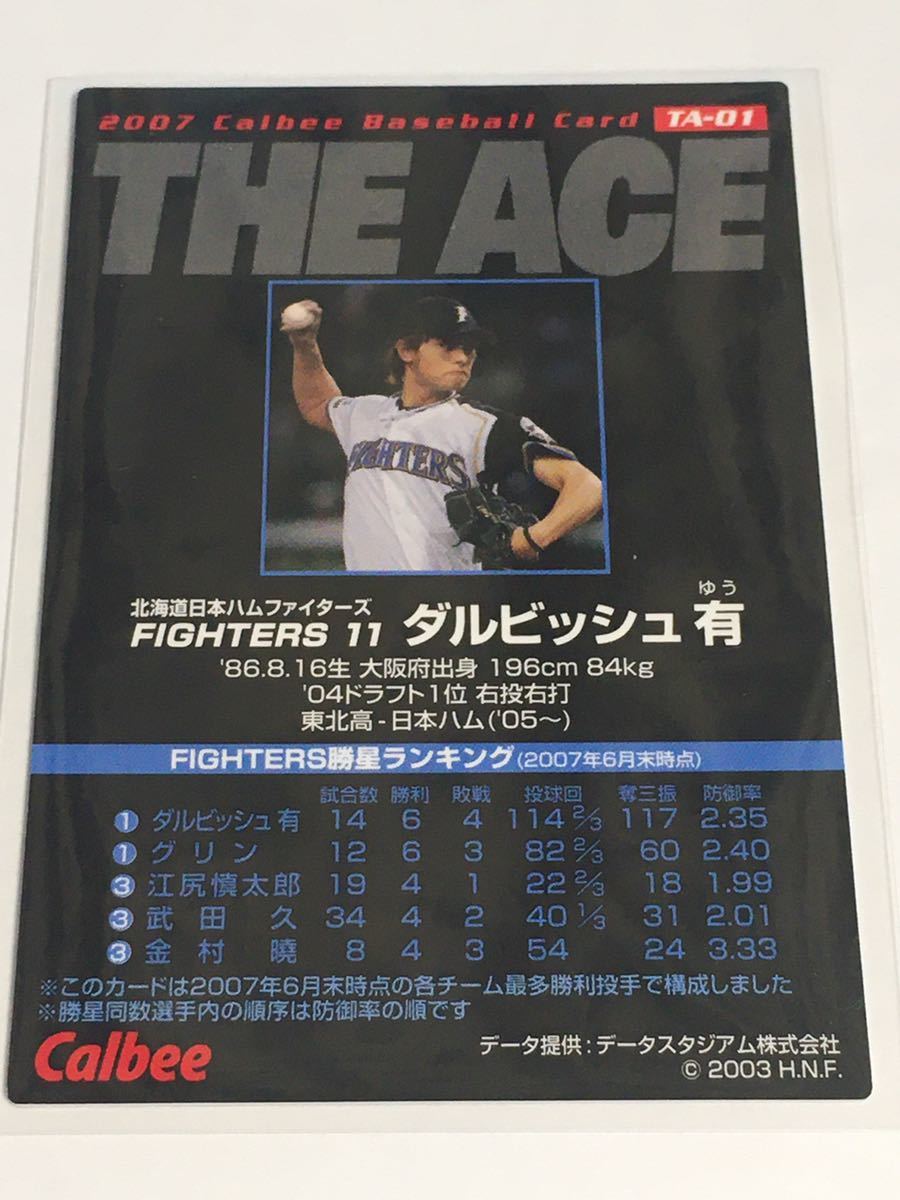 2007 Calbee Baseball Card TA-01
THE ACE
FIGHTERS
ゆう
北海道日本ハムファイターズ
FIGHTERS 11 ダルビッシュ有
'86.8.16生 大阪府出身 196cm 84kg
'04ドラフト1位 右投右打
東北高-日本ハム('05〜)
FIGHTERS勝星ランキング(2007年6月末時点)
試合数 勝利 敗戦 投球回 奪三振 防御率
1 ダルビッシュ有 14 6 4 114 2/3 117 2.35
1 グリン 12 6 3 82 2/3 60 2.40
3 江尻慎太郎 19 4 1 22 2/3 18 1.99
3 武田 久 34 4 2 40 1/3 31 2.01
3 金村 曉 8 4 3 54 24 3.33
※このカードは2007年6月末時点の各チーム最多勝利投手で構成しました
※勝星同数選手内の順序は防御率の順です
Calbee
データ提供:データスタジアム株式会社
© 2003 H.N.F.